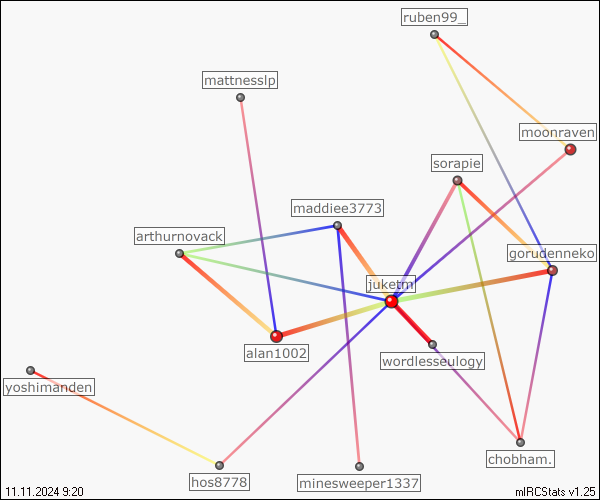 ruben99_
mattnesslp
moonraven
sorapie
maddiee3773
arthurnovack
gorudenneko
juketm
alan1002
wordlesseulogy
yoshimanden
chobham.
hos8778
minesweeper1337
11.11.2024 9:20
mIRCStats v1.25